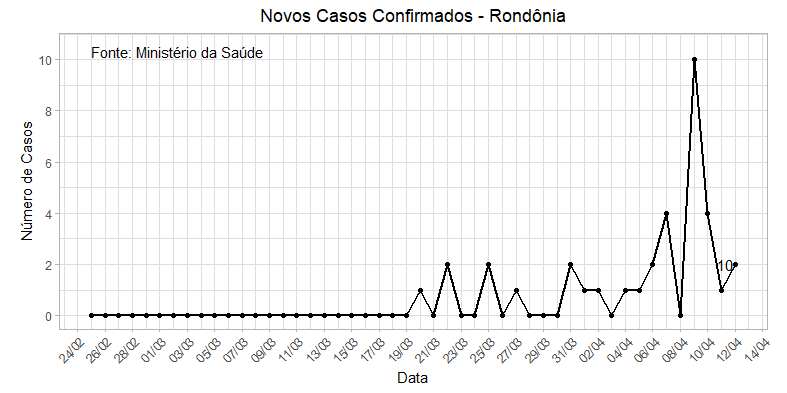 Novos Casos Confirmados - Rondônia
Fonte: Ministério da Saúde
Número de Casos
10
8
6
4
2
0
10
24/02 26/02 28/02 01/03 03/03 05/03 07/03 09/03 11/03 13/03 15/03 17/03 19/03 21/03 23/03 25/03 27/03 29/03 31/03 02/04 04/04 06/04 08/04 10/04 12/04 14/04
Data